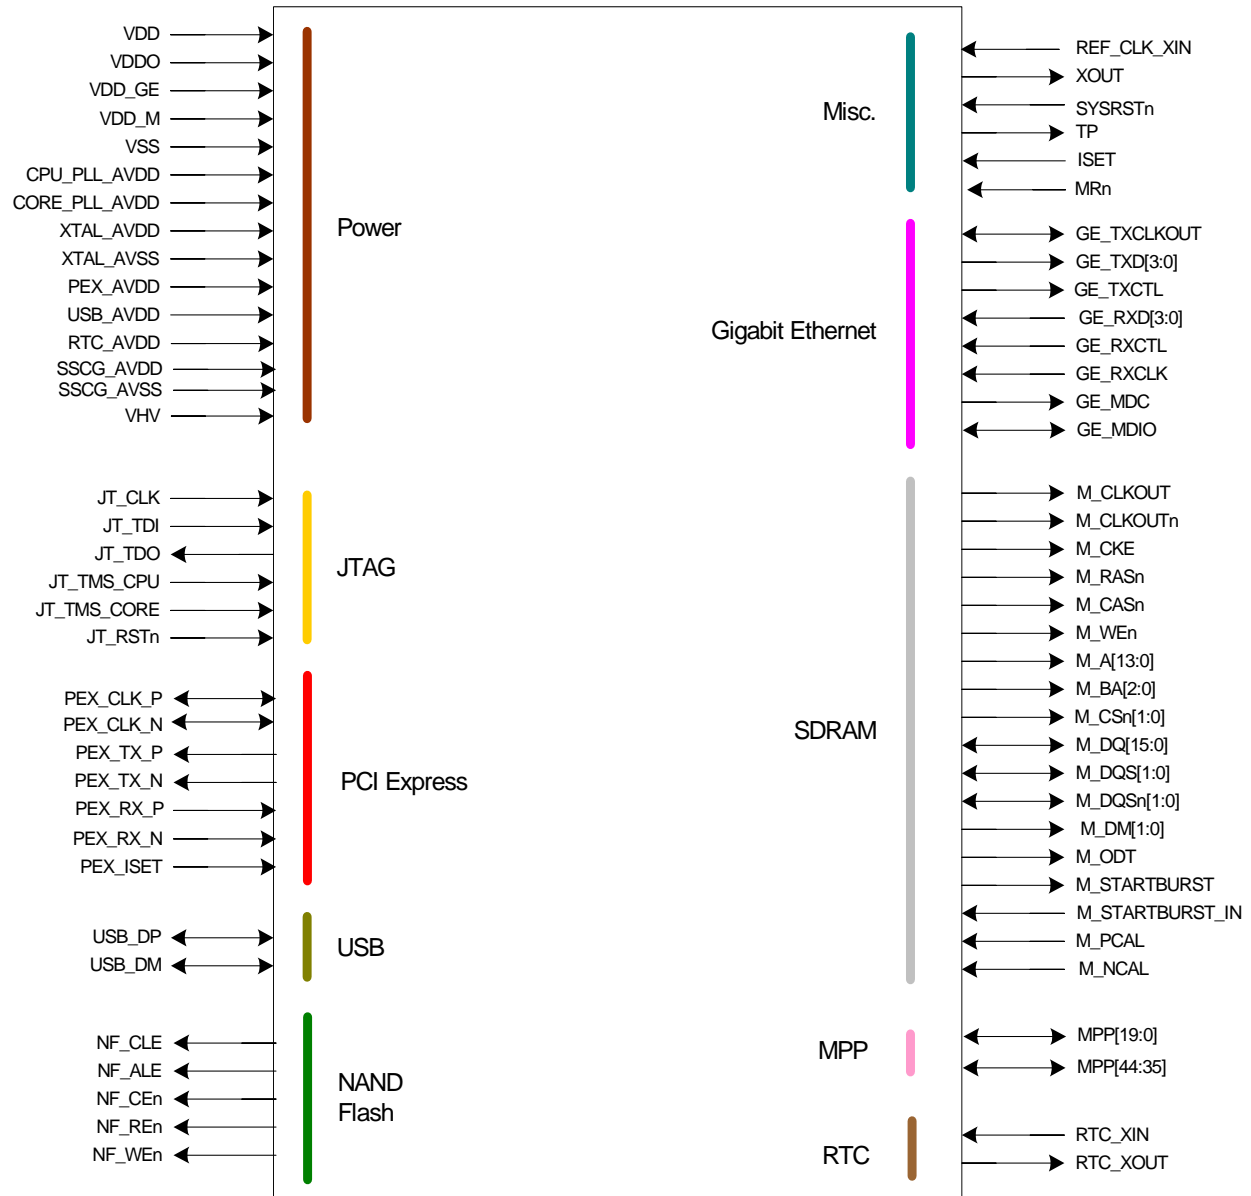 VDD
VDDO
VDD_GE
VDD_M
VSS
CPU_PLL_AVDD
CORE_PLL_AVDD
XTAL_AVDD
XTAL_AVSS
PEX_AVDD
USB_AVDD
RTC_AVDD
SSCG_AVDD
SSCG_AVSS
VHV
Power
JT_CLK
JT_TDI
JT_TDO
JT_TMS_CPU
JT_TMS_CORE
JT_RSTn
JTAG
PEX_CLK_P
PEX_CLK_N
PEX_TX_P
PEX_TX_N
PEX_RX_P
PEX_RX_N
PEX_ISET
PCI Express
USB_DP
USB_DM
USB
NF_CLE
NF_ALE
NF_CEn
NF_REn
NF_WEn
NAND
Flash
Misc.
REF_CLK_XIN
XOUT
SYSRSTn
TP
ISET
MRn
Gigabit Ethernet
GE_TXCLKOUT
GE_TXD[3:0]
GE_TXCTL
GE_RXD[3:0]
GE_RXCTL
GE_RXCLK
GE_MDC
GE_MDIO
SDRAM
M_CLKOUT
M_CLKOUTn
M_CKE
M_RASn
M_CASn
M_WEn
M_A[13:0]
M_BA[2:0]
M_CSn[1:0]
M_DQ[15:0]
M_DQS[1:0]
M_DQSn[1:0]
M_DM[1:0]
M_ODT
M_STARTBURST
M_STARTBURST_IN
M_PCAL
M_NCAL
MPP
MPP[19:0]
MPP[44:35]
RTC
RTC_XIN
RTC_XOUT